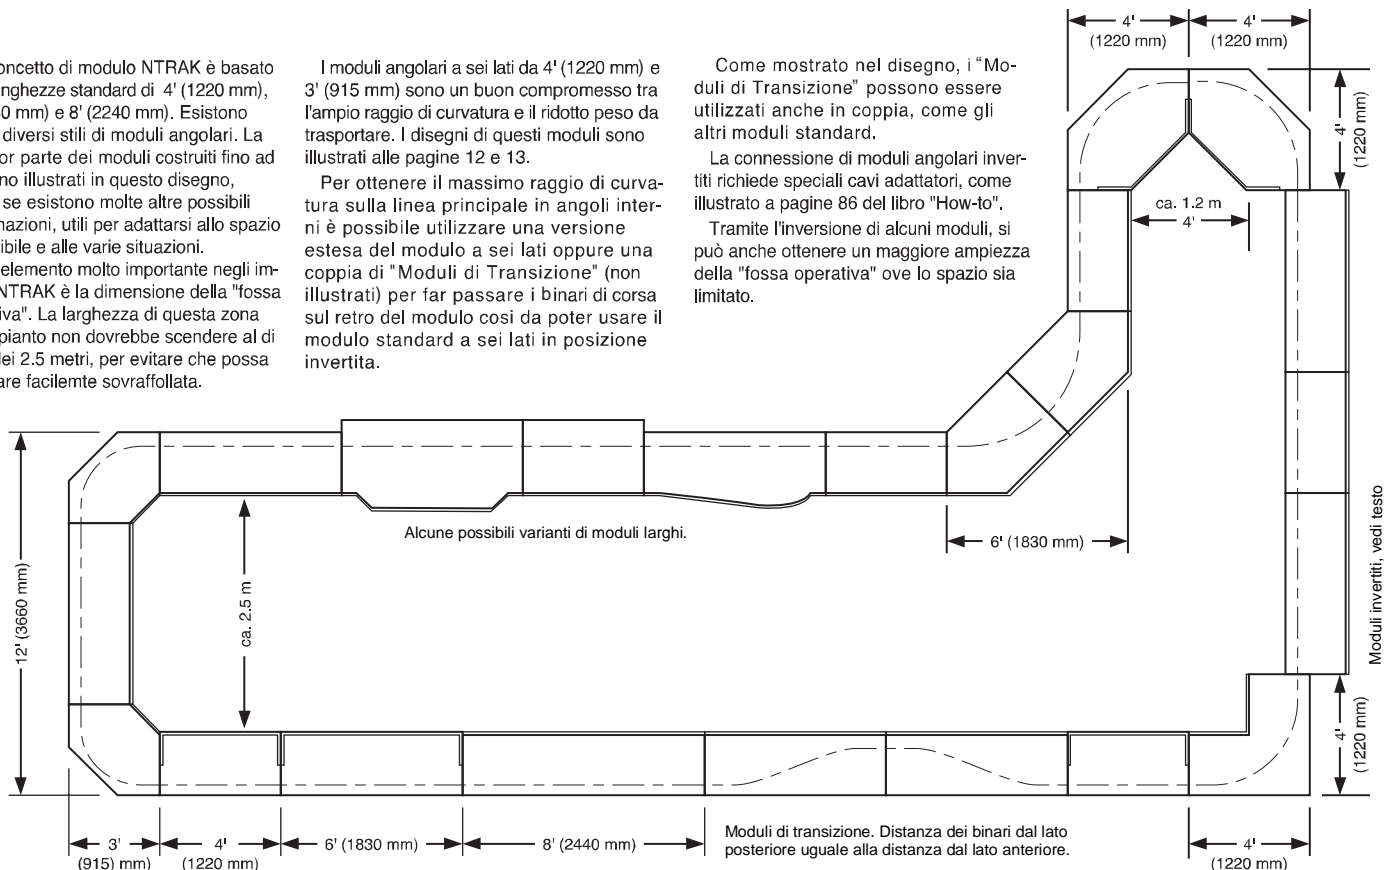 oncetto di modulo NTRAK è basato
nghezze standard di 4' (1220 mm),
0 mm) e 8' (2240 mm). Esistono
diversi stili di moduli angolari. La
or parte dei moduli costruiti fino ad
no illustrati in questo disegno,
se esistono molte altre possibili
nazioni, utili per adattarsi allo spazio
ibile e alle varie situazioni.
elemento molto importante negli im-
NTRAK è la dimensione della "fossa
iva". La larghezza di questa zona
pianto non dovrebbe scendere al di
dei 2.5 metri, per evitare che possa
are facilemte sovraffollata.
I moduli angolari a sei lati da 4' (1220 mm) e
3' (915 mm) sono un buon compromesso tra
l'ampio raggio di curvatura e il ridotto peso da
trasportare. I disegni di questi moduli sono
illustrati alle pagine 12 e 13.
Per ottenere il massimo raggio di curva-
tura sulla linea principale in angoli inter-
ni è possibile utilizzare una versione
estesa del modulo a sei lati oppure una
coppia di "Moduli di Transizione" (non
illustrati) per far passare i binari di corsa
sul retro del modulo cosi da poter usare il
modulo standard a sei lati in posizione
invertita.
Come mostrato nel disegno, i “Mo-
duli di Transizione” possono essere
utilizzati anche in coppia, come gli
altri moduli standard.
La connessione di moduli angolari inver-
titi richiede speciali cavi adattatori, come
illustrato a pagine 86 del libro "How-to".
Tramite l'inversione di alcuni moduli, si
può anche ottenere un maggiore ampiezza
della "fossa operativa" ove lo spazio sia
limitato.
4'
(1220 mm)
4'
(1220 mm)
4'
(1220 mm)
ca. 1.2 m
4'
Alcune possibili varianti di moduli larghi.
6' (1830 mm)
12' (3660 mm)
ca. 2.5 m
Moduli invertiti, vedi testo
4'
(1220 mm)
3'
(915 mm)
4'
(1220 mm)
6' (1830 mm)
8' (2440 mm)
Moduli di transizione. Distanza dei binari dal lato
posteriore uguale alla distanza dal lato anteriore.
4'
(1220 mm)